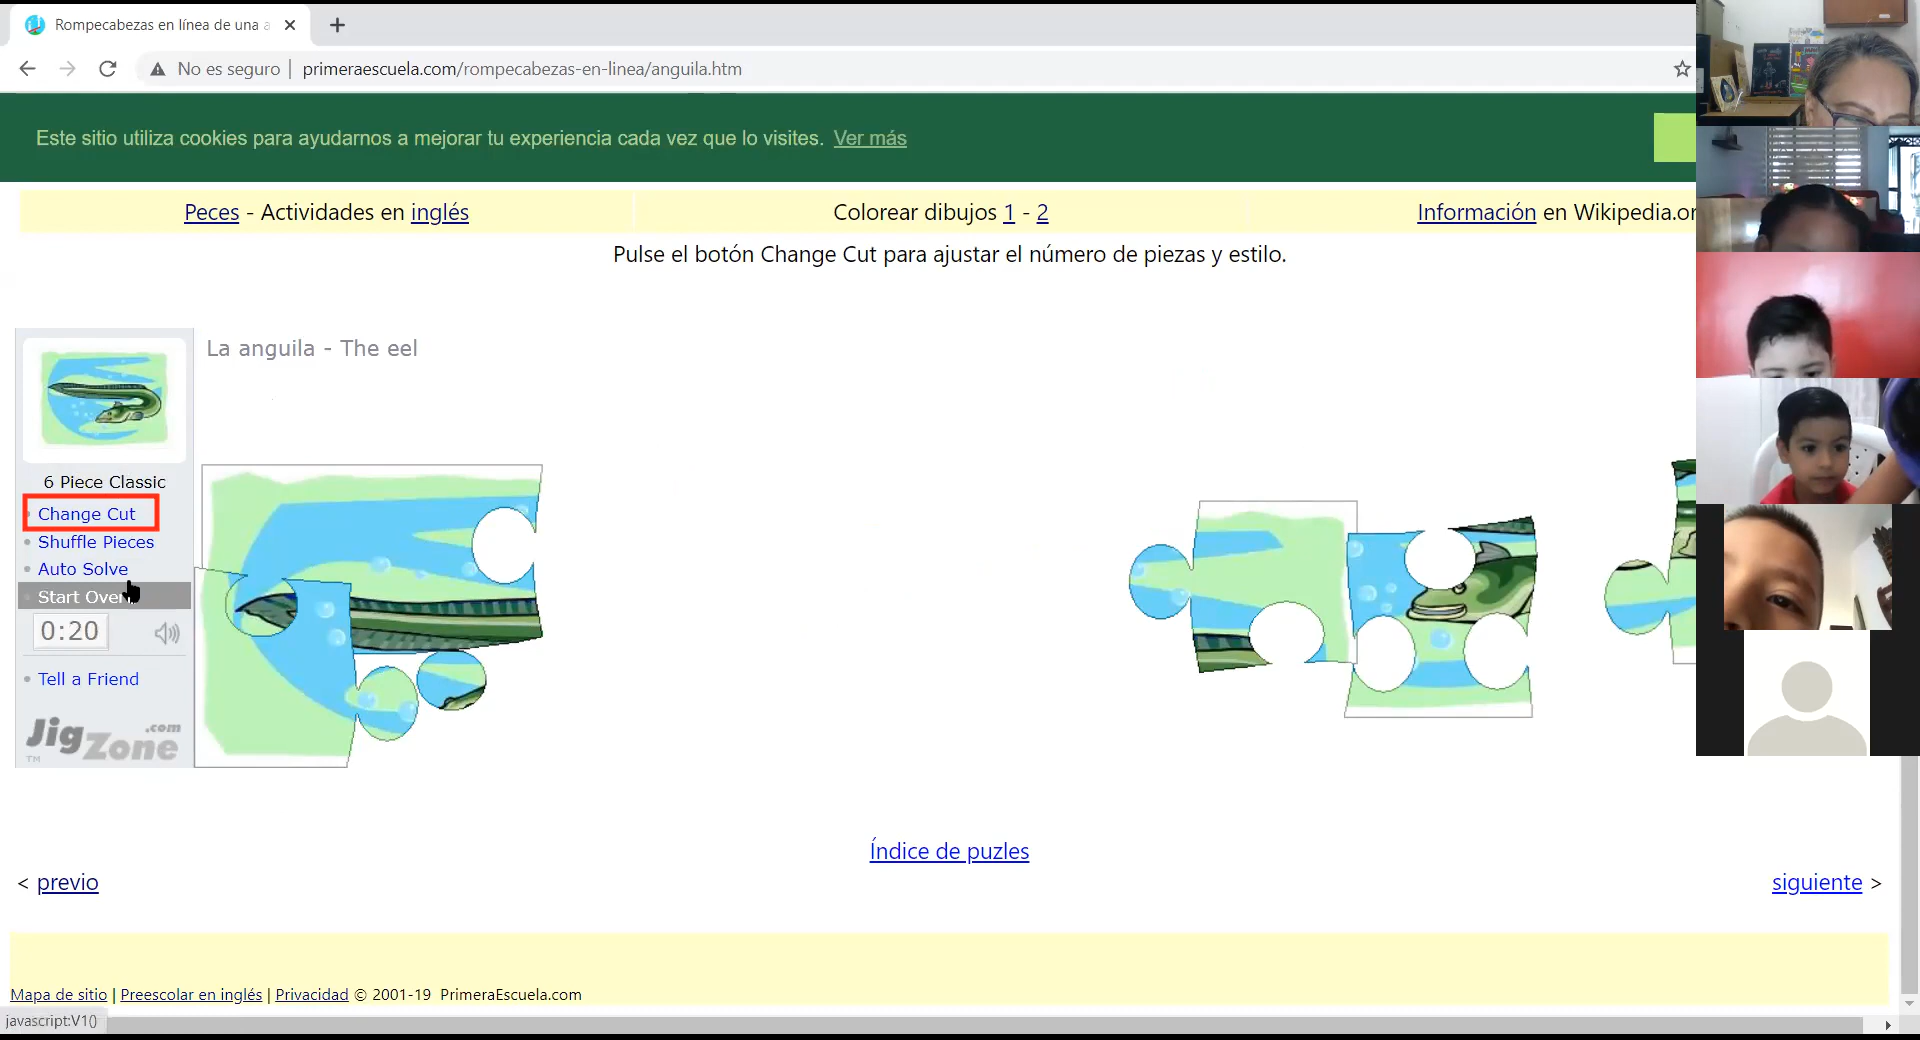 Rompecabezas en línea de una a
No es seguro | primeraescuela.com/rompecabezas-en-linea/anguila.htm
Este sitio utiliza cookies para ayudarnos a mejorar tu experiencia cada vez que lo visites. Ver más
Peces - Actividades en inglés
Colorear dibujos 1 - 2
Información en Wikipedia.or
Pulse el botón Change Cut para ajustar el número de piezas y estilo.
La anguila - The eel
6 Piece Classic
Change Cut
Shuffle Pieces
Auto Solve
Start Over
0:20
Tell a Friend
JigZone.com
TM
Índice de puzles
< previo
siguiente >
Mapa de sitio | Preescolar en inglés | Privacidad © 2001-19 PrimeraEscuela.com
javascript:V1()